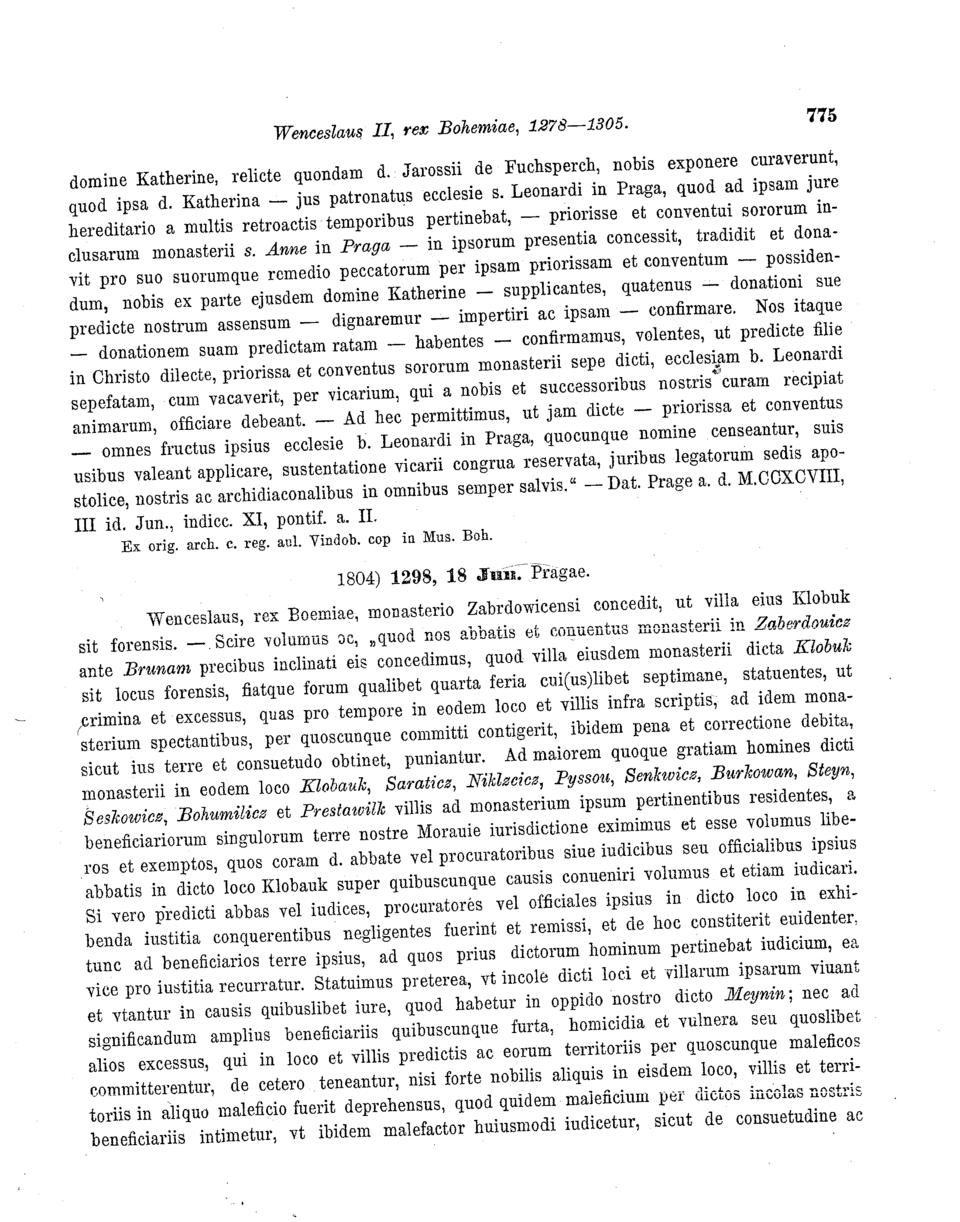 Wenceslaus II, rex Bohemiae, 1278—1305.
775
domine Katherine, relicte quondam d. Jarossii de Fuchsperch, nobis exponere curaverunt,
quod ipsa d. Katherina — jus patronatus ecclesie s. Leonardi in Praga, quod ad ipsam jure
hereditario a multis retroactis temporibus pertinebat, — priorisse et conventui sororum in-
clusarum monasterii s. Anne in Praga — in ipsorum presentia concessit, tradidit et dona-
vit pro suo suorumque remedio peccatorum per ipsam priorissam et conventum — possiden-
dum, nobis ex parte ejusdem domine Katherine — supplicantes, quatenus — donationi sue
predicte nostrum assensum — dignaremur — impertiri ac ipsam — confirmare. Nos itaque
— donationem suam predictam ratam — habentes — confirmamus, volentes, ut predicte filie
in Christo dilecte, priorissa et conventus sororum monasterii sepe dicti, ecclesiam b. Leonardi
sepefatam, cum vacaverit, per vicarium, qui a nobis et successoribus nostris curam recipiat
animarum, officiare debeant. — Ad hec permittimus, ut jam dicte — priorissa et conventus
— omnes fructus ipsius ecclesie b. Leonardi in Praga, quocunque nomine censeantur, suis
usibus valeant applicare, sustentatione vicarii congrua reservata, juribus legatorum sedis apo-
stolice, nostris ac archidiaconalibus in omnibus semper salvis.“ — Dat. Prage a. d. M.CCXCVIII,
III id. Jun., indicc. XI, pontif. a. II.
Ex orig. arch. c. reg. aul. Vindob. cop in Mus. Boh.
1804) 1298, 18 Jun. Pragae.
Wenceslaus, rex Boemiae, monasterio Zabrdowicensi concedit, ut villa eius Klobuk
sit forensis. — Scire volumus oc, „quod nos abbatis et conuentus monasterii in Zaberdouicz
ante Brunam precibus inclinati eis concedimus, quod villa eiusdem monasterii dicta Klobuk
sit locus forensis, fiatque forum qualibet quarta feria cui(us)libet septimane, statuentes, ut
crimina et excessus, quas pro tempore in eodem loco et villis infra scriptis, ad idem mona-
sterium spectantibus, per quoscunque committi contigerit, ibidem pena et correctione debita,
sicut ius terre et consuetudo obtinet, puniantur. Ad maiorem quoque gratiam homines dicti
monasterii in eodem loco Klobauk, Saraticz, Niklzcicz, Pyssou, Senkwicz, Burkowan, Steyn,
Seskowicz, Bohumilicz et Prestawilk villis ad monasterium ipsum pertinentibus residentes, a
beneficiariorum singulorum terre nostre Morauie iurisdictione eximimus et esse volumus libe-
ros et exemptos, quos coram d. abbate vel procuratoribus siue iudicibus seu officialibus ipsius
abbatis in dicto loco Klobauk super quibuscunque causis conueniri volumus et etiam iudicari.
Si vero predicti abbas vel iudices, procuratores vel officiales ipsius in dicto loco in exhi-
benda iustitia conquerentibus negligentes fuerint et remissi, et de hoc constiterit euidenter,
tunc ad beneficiarios terre ipsius, ad quos prius dictorum hominum pertinebat iudicium, ea
vice pro iustitia recurratur. Statuimus preterea, vt incole dicti loci et villarum ipsarum viuant
et vtantur in causis quibuslibet iure, quod habetur in oppido nostro dicto Meynin; nec ad
significandum amplius beneficiariis quibuscunque furta, homicidia et vulnera seu quoslibet
alios excessus, qui in loco et villis predictis ac eorum territoriis per quoscunque maleficos
committerentur, de cetero teneantur, nisi forte nobilis aliquis in eisdem loco, villis et terri-
toriis in aliquo maleficio fuerit deprehensus, quod quidem maleficium per dictos incolas nostris
beneficiariis intimetur, vt ibidem malefactor huiusmodi iudicetur, sicut de consuetudine ac